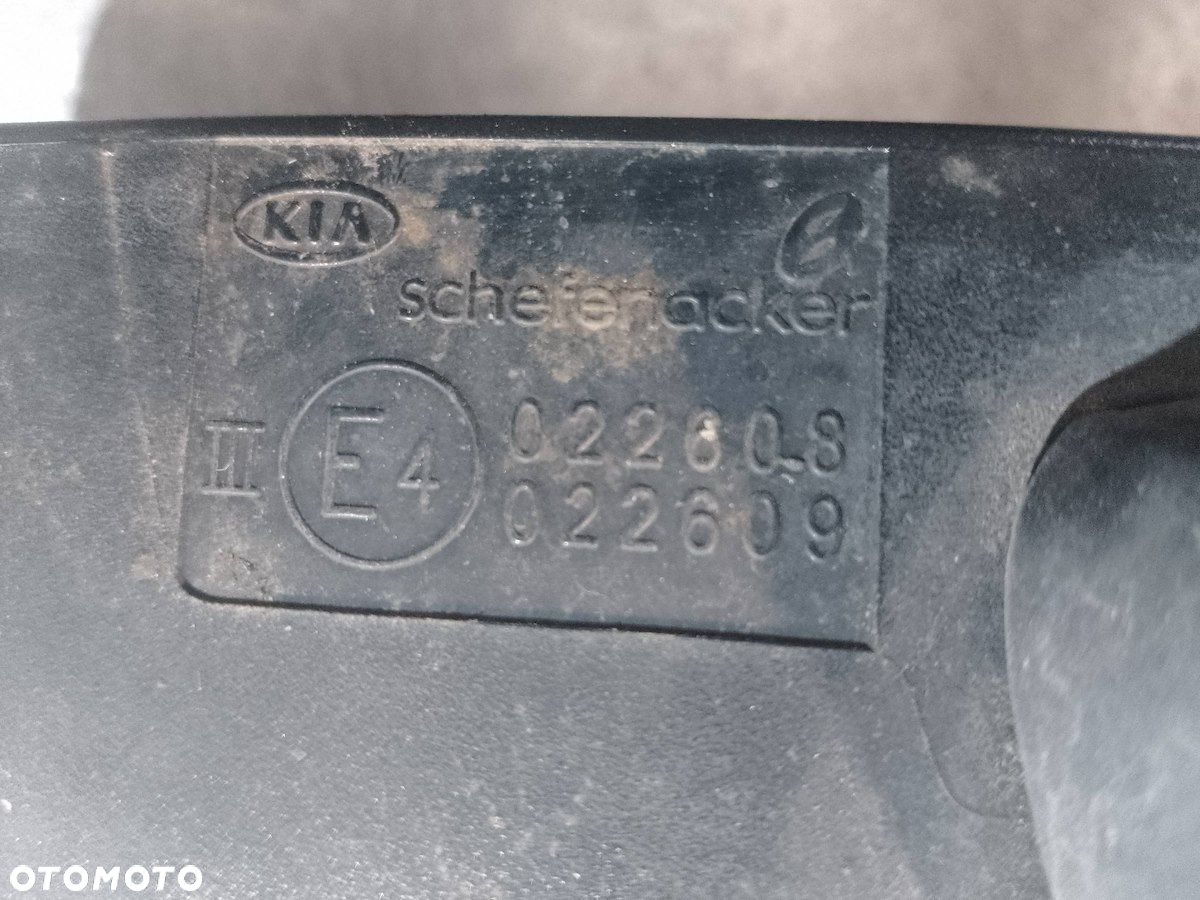 KIA
schefenacker
III E4 022608
022609
OTOMOTO